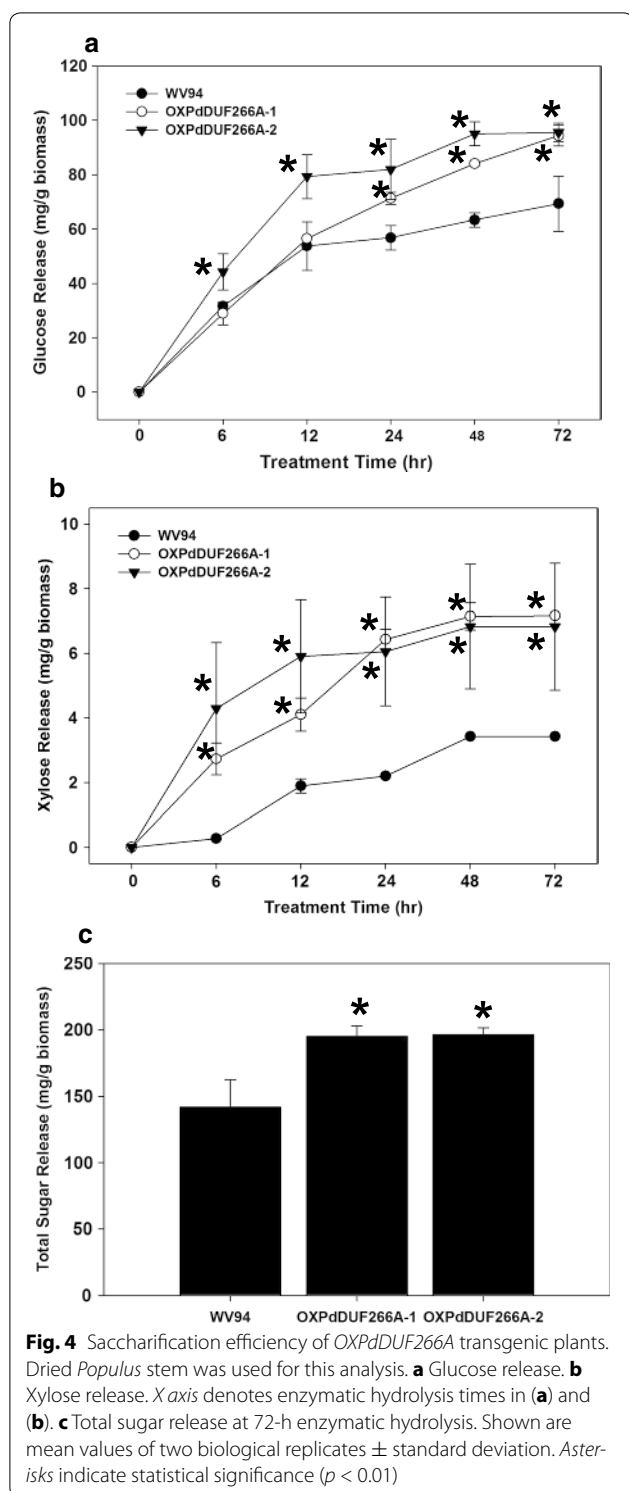 a
120
100
80
60
40
20
0
Glucose Release (mg/g biomass)
WV94
OXPdDUF266A-1
OXPdDUF266A-2
*
*
*
*
*
*
*
*
0 6 12 24 48 72
Treatment Time (hr)
b
10
8
6
4
2
0
Xylose Release (mg/g biomass)
WV94
OXPdDUF266A-1
OXPdDUF266A-2
*
*
*
*
*
*
*
*
*
*
0 6 12 24 48 72
Treatment Time (hr)
c
250
200
150
100
50
0
Total Sugar Release (mg/g biomass)
* *
WV94 OXPdDUF266A-1 OXPdDUF266A-2
Fig. 4 Saccharification efficiency of OXPdDUF266A transgenic plants.
Dried Populus stem was used for this analysis. a Glucose release. b
Xylose release. X axis denotes enzymatic hydrolysis times in (a) and
(b). c Total sugar release at 72-h enzymatic hydrolysis. Shown are
mean values of two biological replicates ± standard deviation. Aster-
isks indicate statistical significance (p < 0.01)